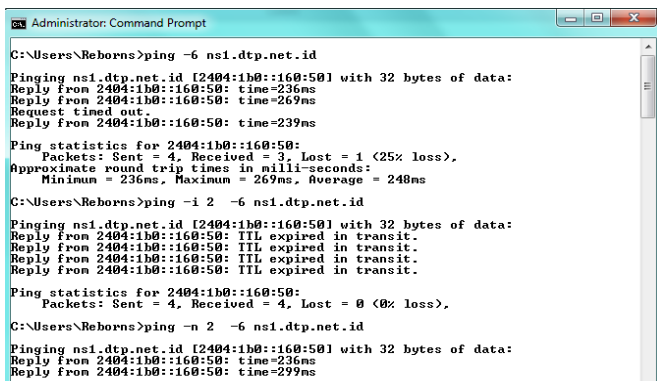 Administrator: Command Prompt
C:\Users\Reborns>ping -6 ns1.dtp.net.id
Pinging ns1.dtp.net.id [2404:1b0::160:50] with 32 bytes of data:
Reply from 2404:1b0::160:50: time=236ms
Reply from 2404:1b0::160:50: time=269ms
Request timed out.
Reply from 2404:1b0::160:50: time=239ms
Ping statistics for 2404:1b0::160:50:
Packets: Sent = 4, Received = 3, Lost = 1 (25% loss),
Approximate round trip times in milli-seconds:
Minimum = 236ms, Maximum = 269ms, Average = 248ms
C:\Users\Reborns>ping -i 2  -6 ns1.dtp.net.id
Pinging ns1.dtp.net.id [2404:1b0::160:50] with 32 bytes of data:
Reply from 2404:1b0::160:50: TTL expired in transit.
Reply from 2404:1b0::160:50: TTL expired in transit.
Reply from 2404:1b0::160:50: TTL expired in transit.
Reply from 2404:1b0::160:50: TTL expired in transit.
Ping statistics for 2404:1b0::160:50:
Packets: Sent = 4, Received = 4, Lost = 0 (0% loss),
C:\Users\Reborns>ping -n 2  -6 ns1.dtp.net.id
Pinging ns1.dtp.net.id [2404:1b0::160:50] with 32 bytes of data:
Reply from 2404:1b0::160:50: time=236ms
Reply from 2404:1b0::160:50: time=299ms